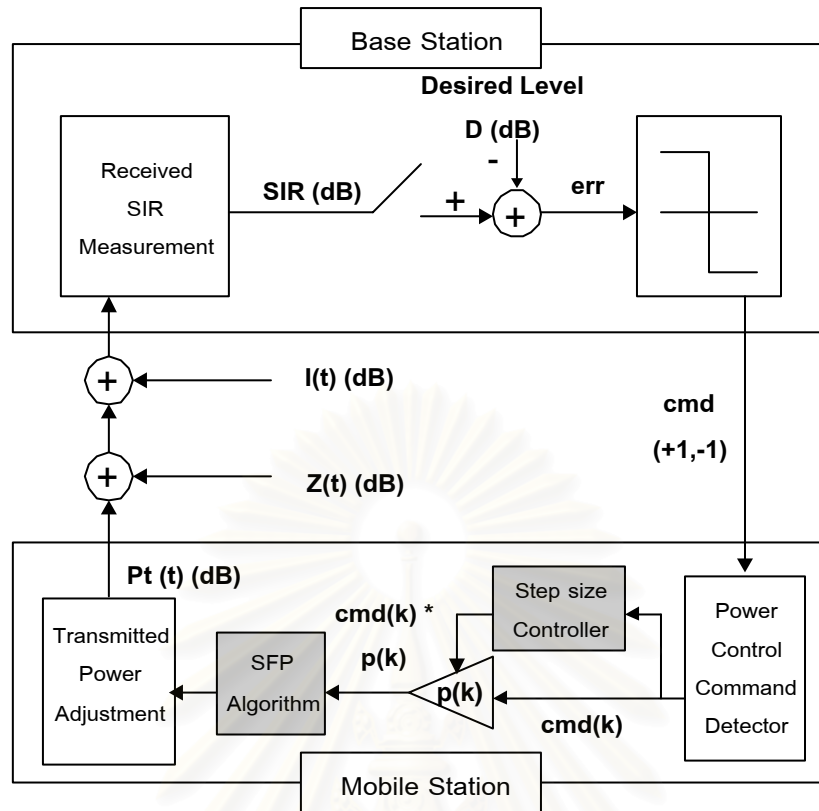 Base Station
Desired Level
D (dB)
-
Received
SIR
Measurement
SIR (dB)
+
+
err
+
I(t) (dB)
+
Z(t) (dB)
cmd
(+1,-1)
Pt (t) (dB)
Transmitted
Power
Adjustment
SFP
Algorithm
cmd(k) *
p(k)
p(k)
Step size
Controller
cmd(k)
Power
Control
Command
Detector
Mobile Station